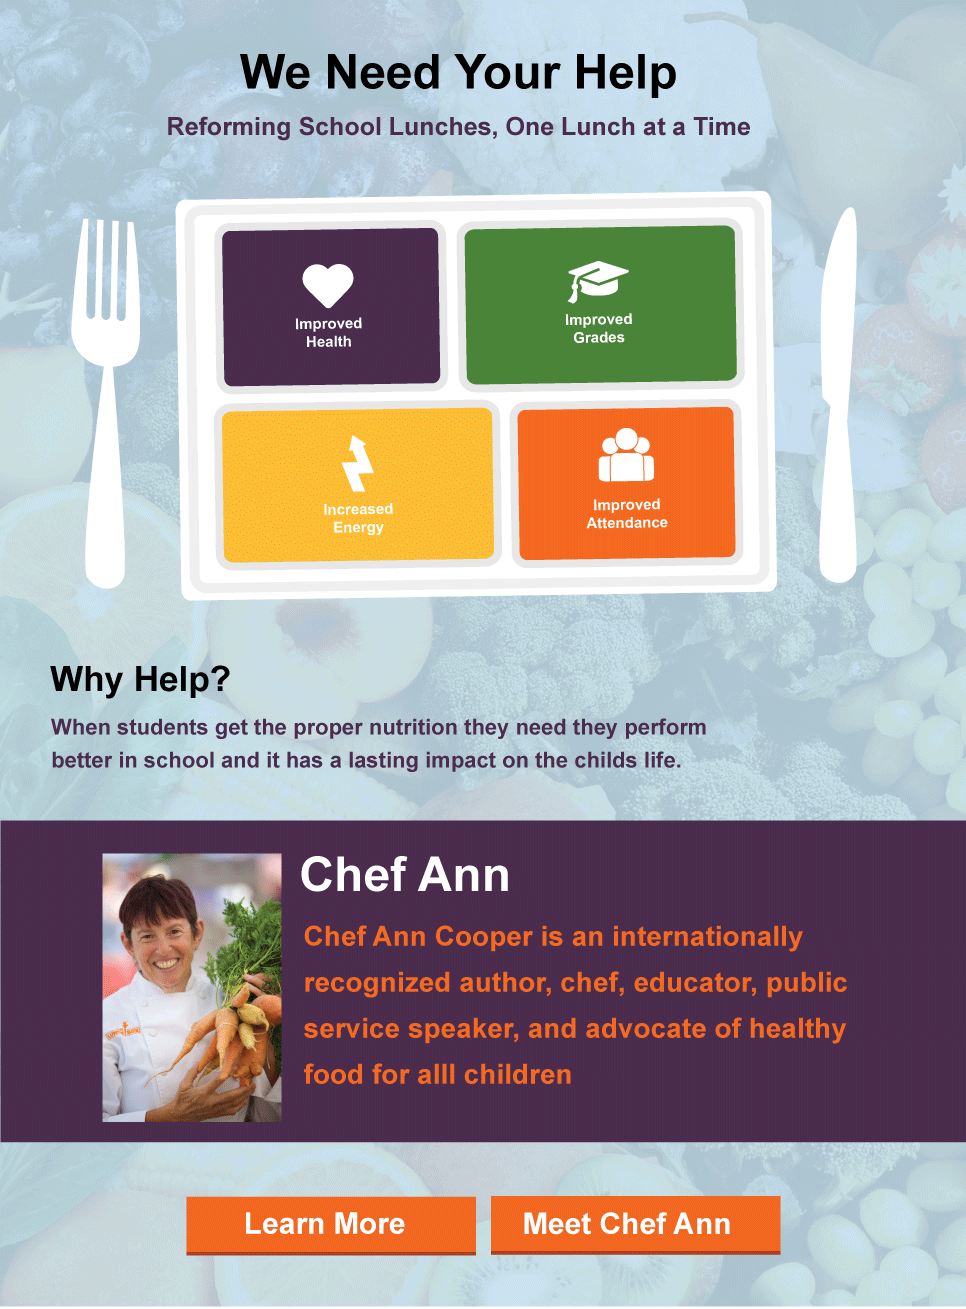 We Need Your Help
Reforming School Lunches, One Lunch at a Time
Improved
Health
Improved
Grades
Increased
Energy
Improved
Attendance
Why Help?
When students get the proper nutrition they need they perform
better in school and it has a lasting impact on the childs life.
Chef Ann
Chef Ann Cooper is an internationally
recognized author, chef, educator, public
service speaker, and advocate of healthy
food for alll children
Learn More
Meet Chef Ann